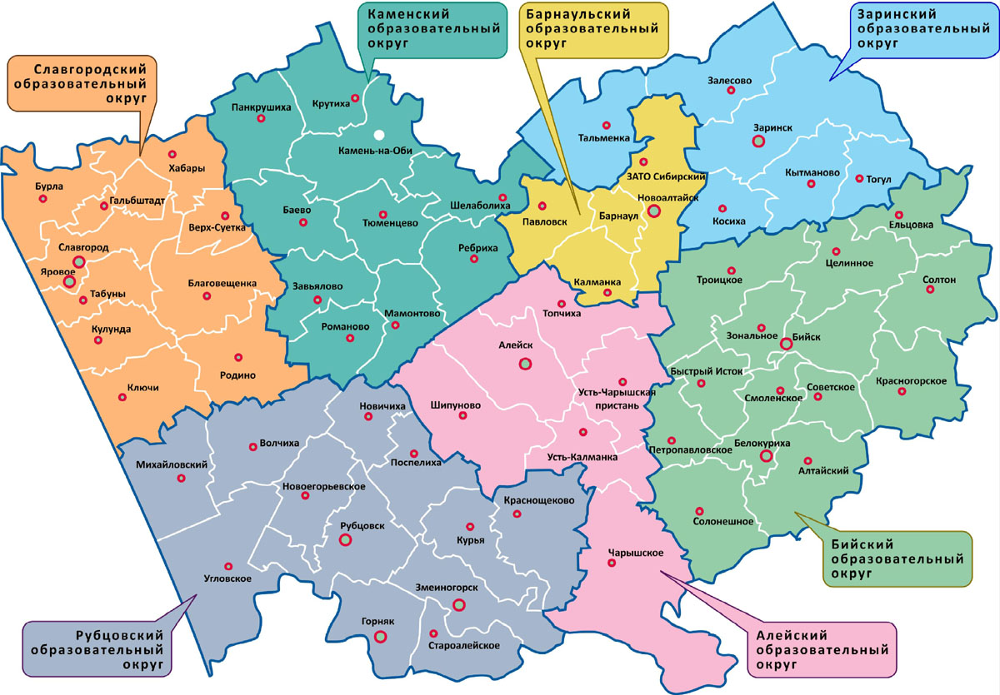 Каменский
образовательный
округ
Барнаульский
образовательный
округ
Заринский
образовательный
округ
Славгородский
образовательный
округ
Панкрушиха
Крутиха
Камень-на-Оби
Баево
Тюменцево
Шелаболиха
Ребриха
Завьялово
Романово
Мамонтово
Залесово
Тальменка
Заринск
Кытманово
Тогул
Косиха
ЗАТО Сибирский
Новоалтайск
Павловск
Барнаул
Калманка
Хабары
Бурла
Гальбштадт
Верх-Суетка
Славгород
Яровое
Табуны
Благовещенка
Кулунда
Родино
Ключи
Ельцовка
Целинное
Троицкое
Солтон
Зональное
Бийск
Быстрый Исток
Смоленское
Советское
Красногорское
Петропавловское
Белокуриха
Алтайский
Солонешное
Топчиха
Алейск
Усть-Чарышская
пристань
Шипуново
Усть-Калманка
Чарышское
Новичиха
Волчиха
Поспелиха
Михайловский
Новоегорьевское
Краснощеково
Рубцовск
Курья
Угловское
Змеиногорск
Горняк
Староалейское
Бийский
образовательный
округ
Рубцовский
образовательный
округ
Алейский
образовательный
округ